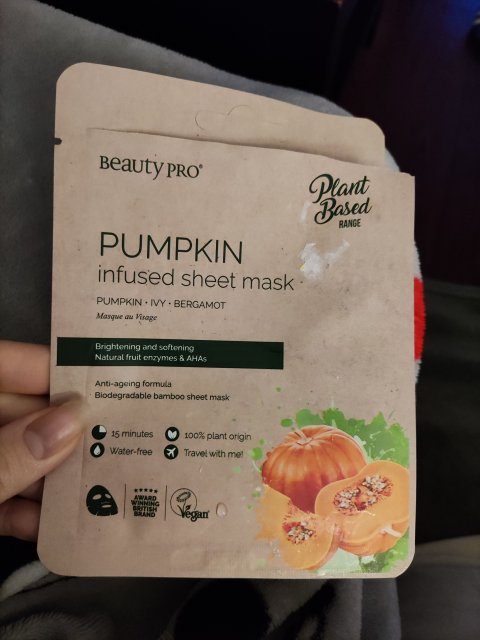 Beauty PRO®
Plant
Based
RANGE
PUMPKIN
infused sheet mask
PUMPKIN • IVY • BERGAMOT
Masque au Visage
Brightening and softening
Natural fruit enzymes & AHAs
Anti-ageing formula
Biodegradable bamboo sheet mask
15 minutes
100% plant origin
Water-free
Travel with me!
AWARD
WINNING
BRITISH
BRAND
Vegan